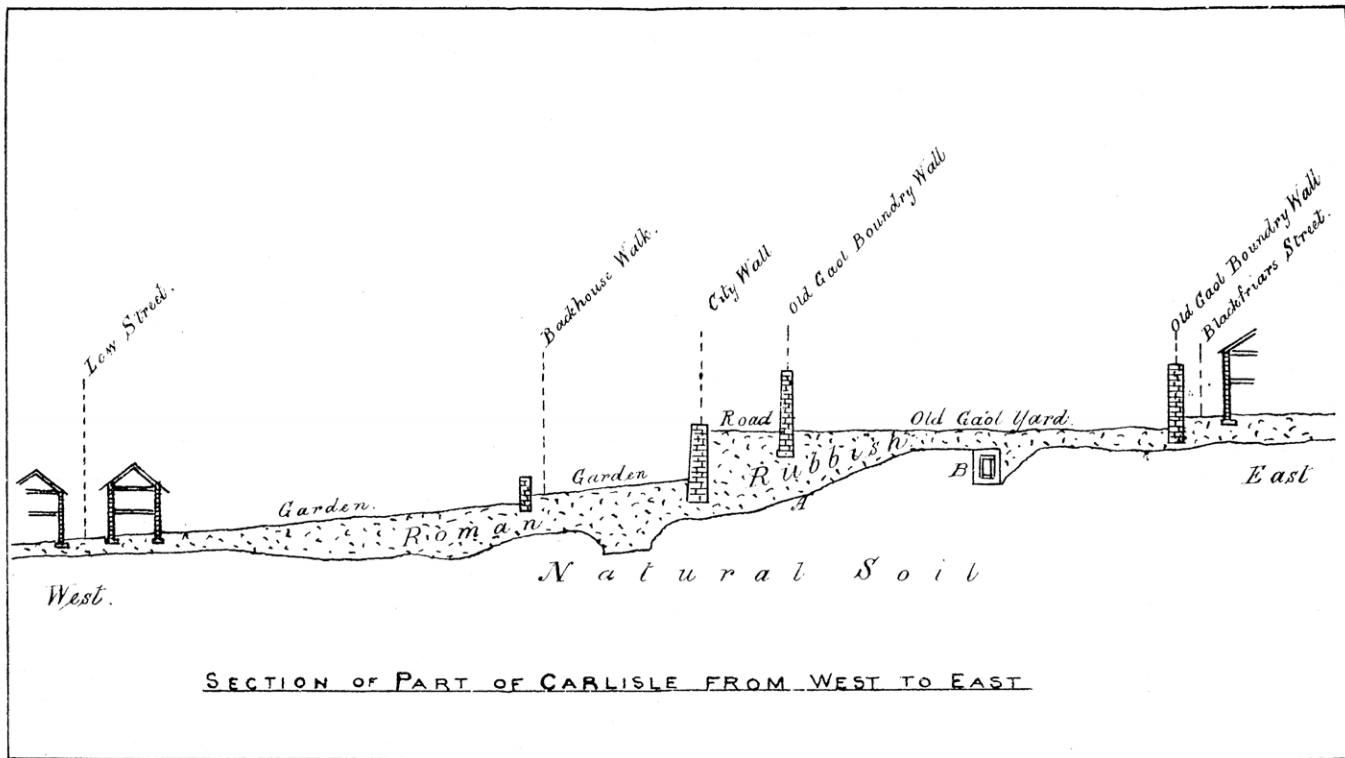 Low Street.
Backhouse Walk.
City Wall
Old Gaol Boundry Wall
Old Gaol Boundry Wall
Blackfriars Street.
Garden.
Garden
Road
Old Gaol Yard.
Roman Rubbish
A
B
East
West.
Natural Soil
SECTION OF PART OF CARLISLE FROM WEST TO EAST